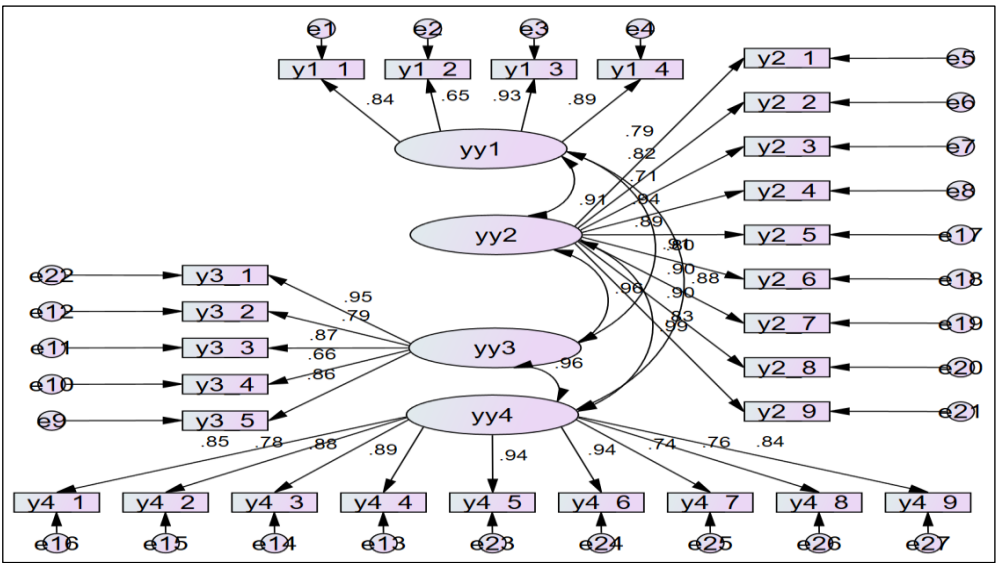 e1 e2 e3 e4
y1_1 y1_2 y1_3 y1_4
.84 .65 .93 .89
yy1
y2_1 e5
y2_2 e6
y2_3 e7
y2_4 e8
y2_5 e17
y2_6 e18
y2_7 e19
y2_8 e20
y2_9 e21
.79
.82
.71
.94
.89
.91
yy2
.80
.90
.90
.83
.88
.96
.99
e22 y3_1
e12 y3_2
e11 y3_3
e10 y3_4
e9 y3_5
.95
.79
.87
.66
.86
yy3
.96
yy4
.85 .78 .88 .89 .94 .94 .74 .76 .84
y4_1 y4_2 y4_3 y4_4 y4_5 y4_6 y4_7 y4_8 y4_9
e16 e15 e14 e13 e23 e24 e25 e26 e27